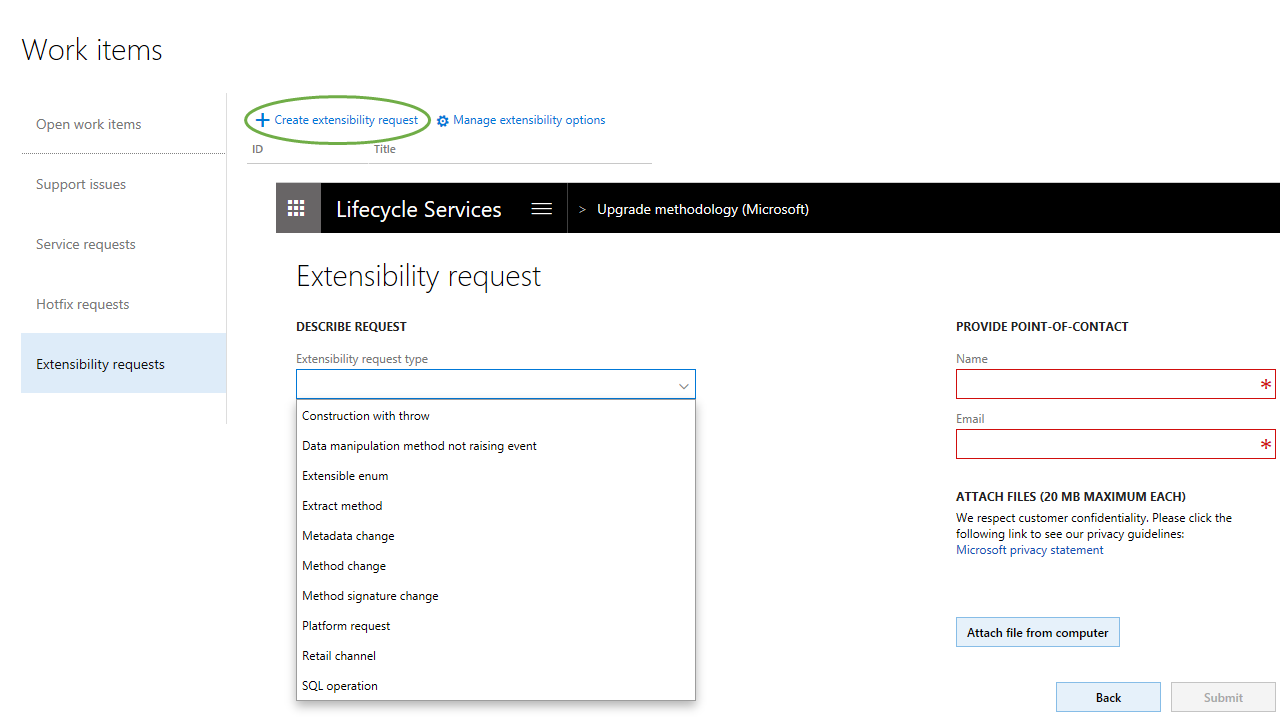 Work items
Open work items
Support issues
Service requests
Hotfix requests
Extensibility requests
Create extensibility request
Manage extensibility options
ID Title
Lifecycle Services > Upgrade methodology (Microsoft)
Extensibility request
DESCRIBE REQUEST
Extensibility request type
Construction with throw
Data manipulation method not raising event
Extensible enum
Extract method
Metadata change
Method change
Method signature change
Platform request
Retail channel
SQL operation
PROVIDE POINT-OF-CONTACT
Name
*
Email
*
ATTACH FILES (20 MB MAXIMUM EACH)
We respect customer confidentiality. Please click the
following link to see our privacy guidelines:
Microsoft privacy statement
Attach file from computer
Back Submit